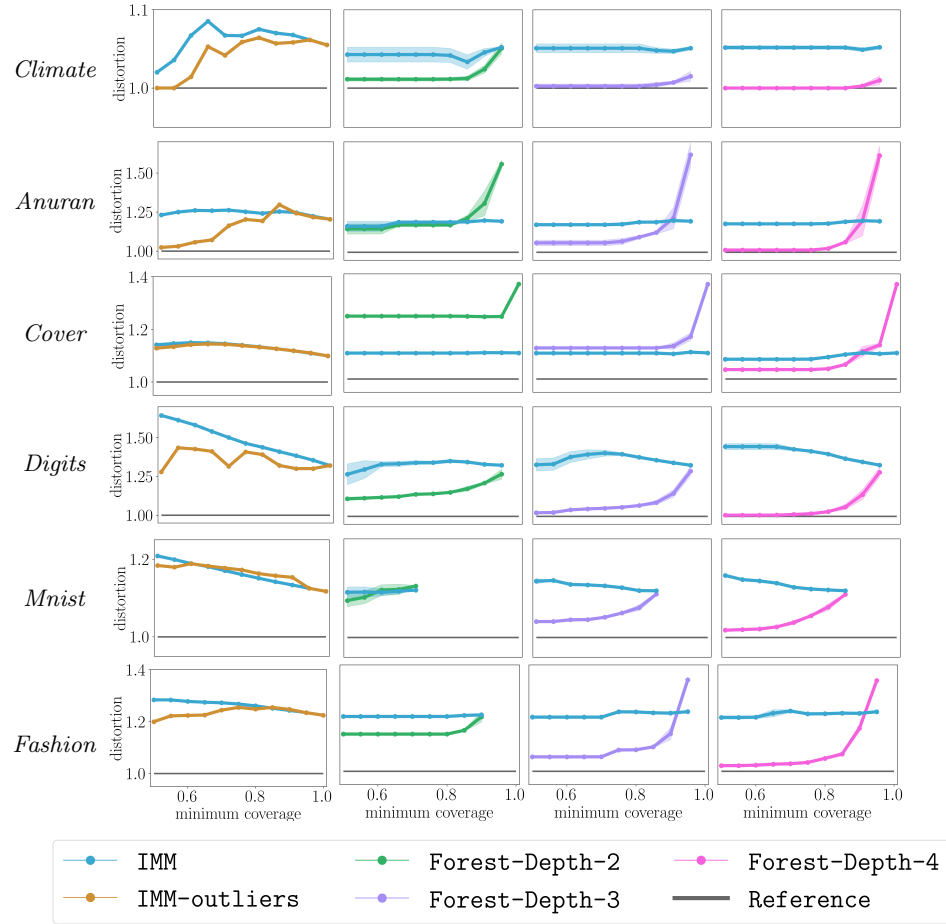 Climate
distortion
1.1
1.0
Anuran
distortion
1.50
1.25
1.00
Cover
distortion
1.4
1.2
1.0
Digits
distortion
1.50
1.25
1.00
Mnist
distortion
1.2
1.0
Fashion
distortion
1.4
1.2
1.0
0.6 0.8 1.0
minimum coverage
0.6 0.8 1.0
minimum coverage
0.6 0.8 1.0
minimum coverage
0.6 0.8 1.0
minimum coverage
IMM Forest-Depth-2 Forest-Depth-4
IMM-outliers Forest-Depth-3 Reference